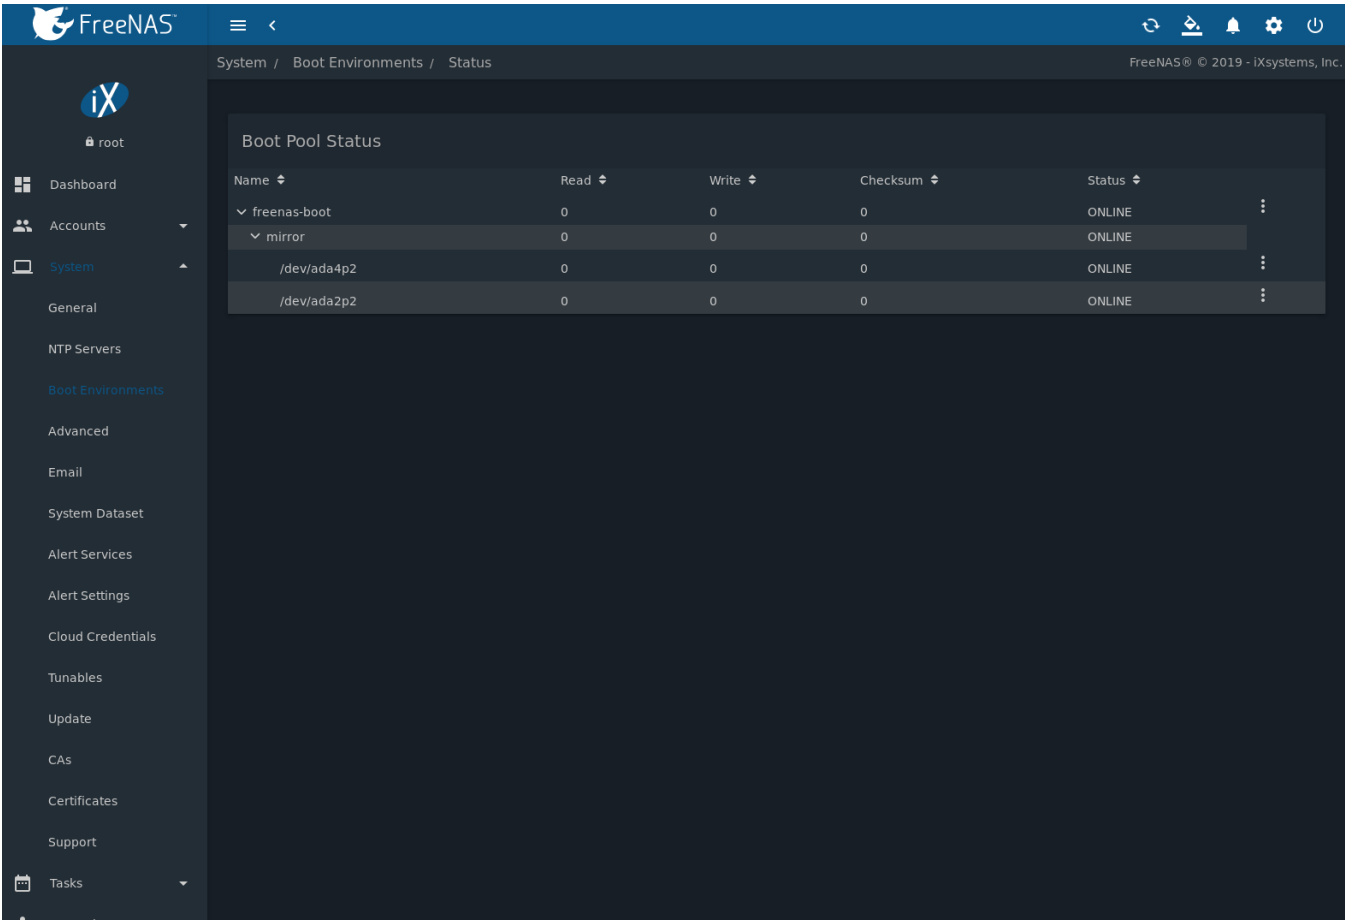 FreeNAS®
System / Boot Environments / Status
FreeNAS® © 2019 - iXsystems, Inc.
iX
root
Dashboard
Accounts
System
General
NTP Servers
Boot Environments
Advanced
Email
System Dataset
Alert Services
Alert Settings
Cloud Credentials
Tunables
Update
CAs
Certificates
Support
Tasks
Boot Pool Status
Name Read Write Checksum Status
freenas-boot 0 0 0 ONLINE
mirror 0 0 0 ONLINE
/dev/ada4p2 0 0 0 ONLINE
/dev/ada2p2 0 0 0 ONLINE